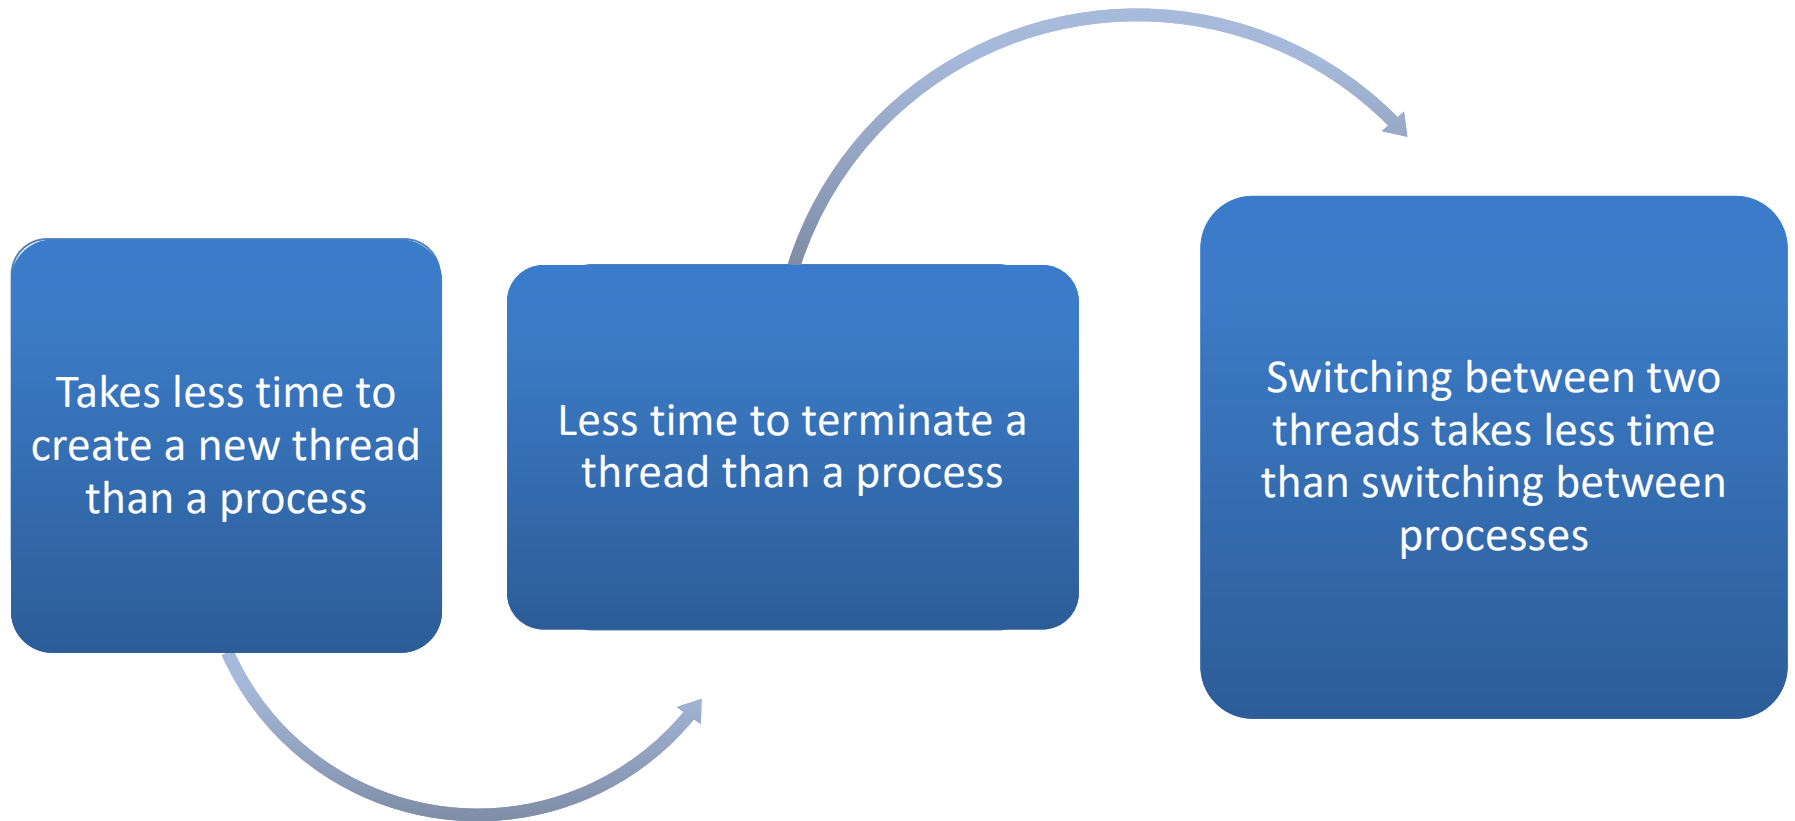 Takes less time to
create a new thread
than a process
Less time to terminate a
thread than a process
Switching between two
threads takes less time
than switching between
processes